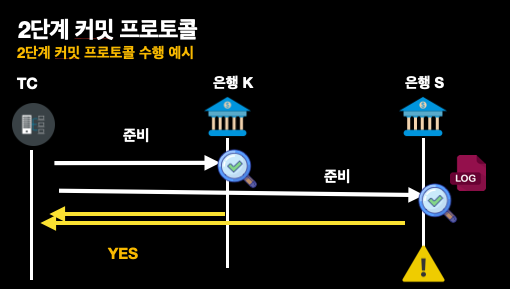 2단계 커밋 프로토콜
2단계 커밋 프로토콜 수행 예시
TC
은행 K
은행 S
준비
준비
LOG
YES